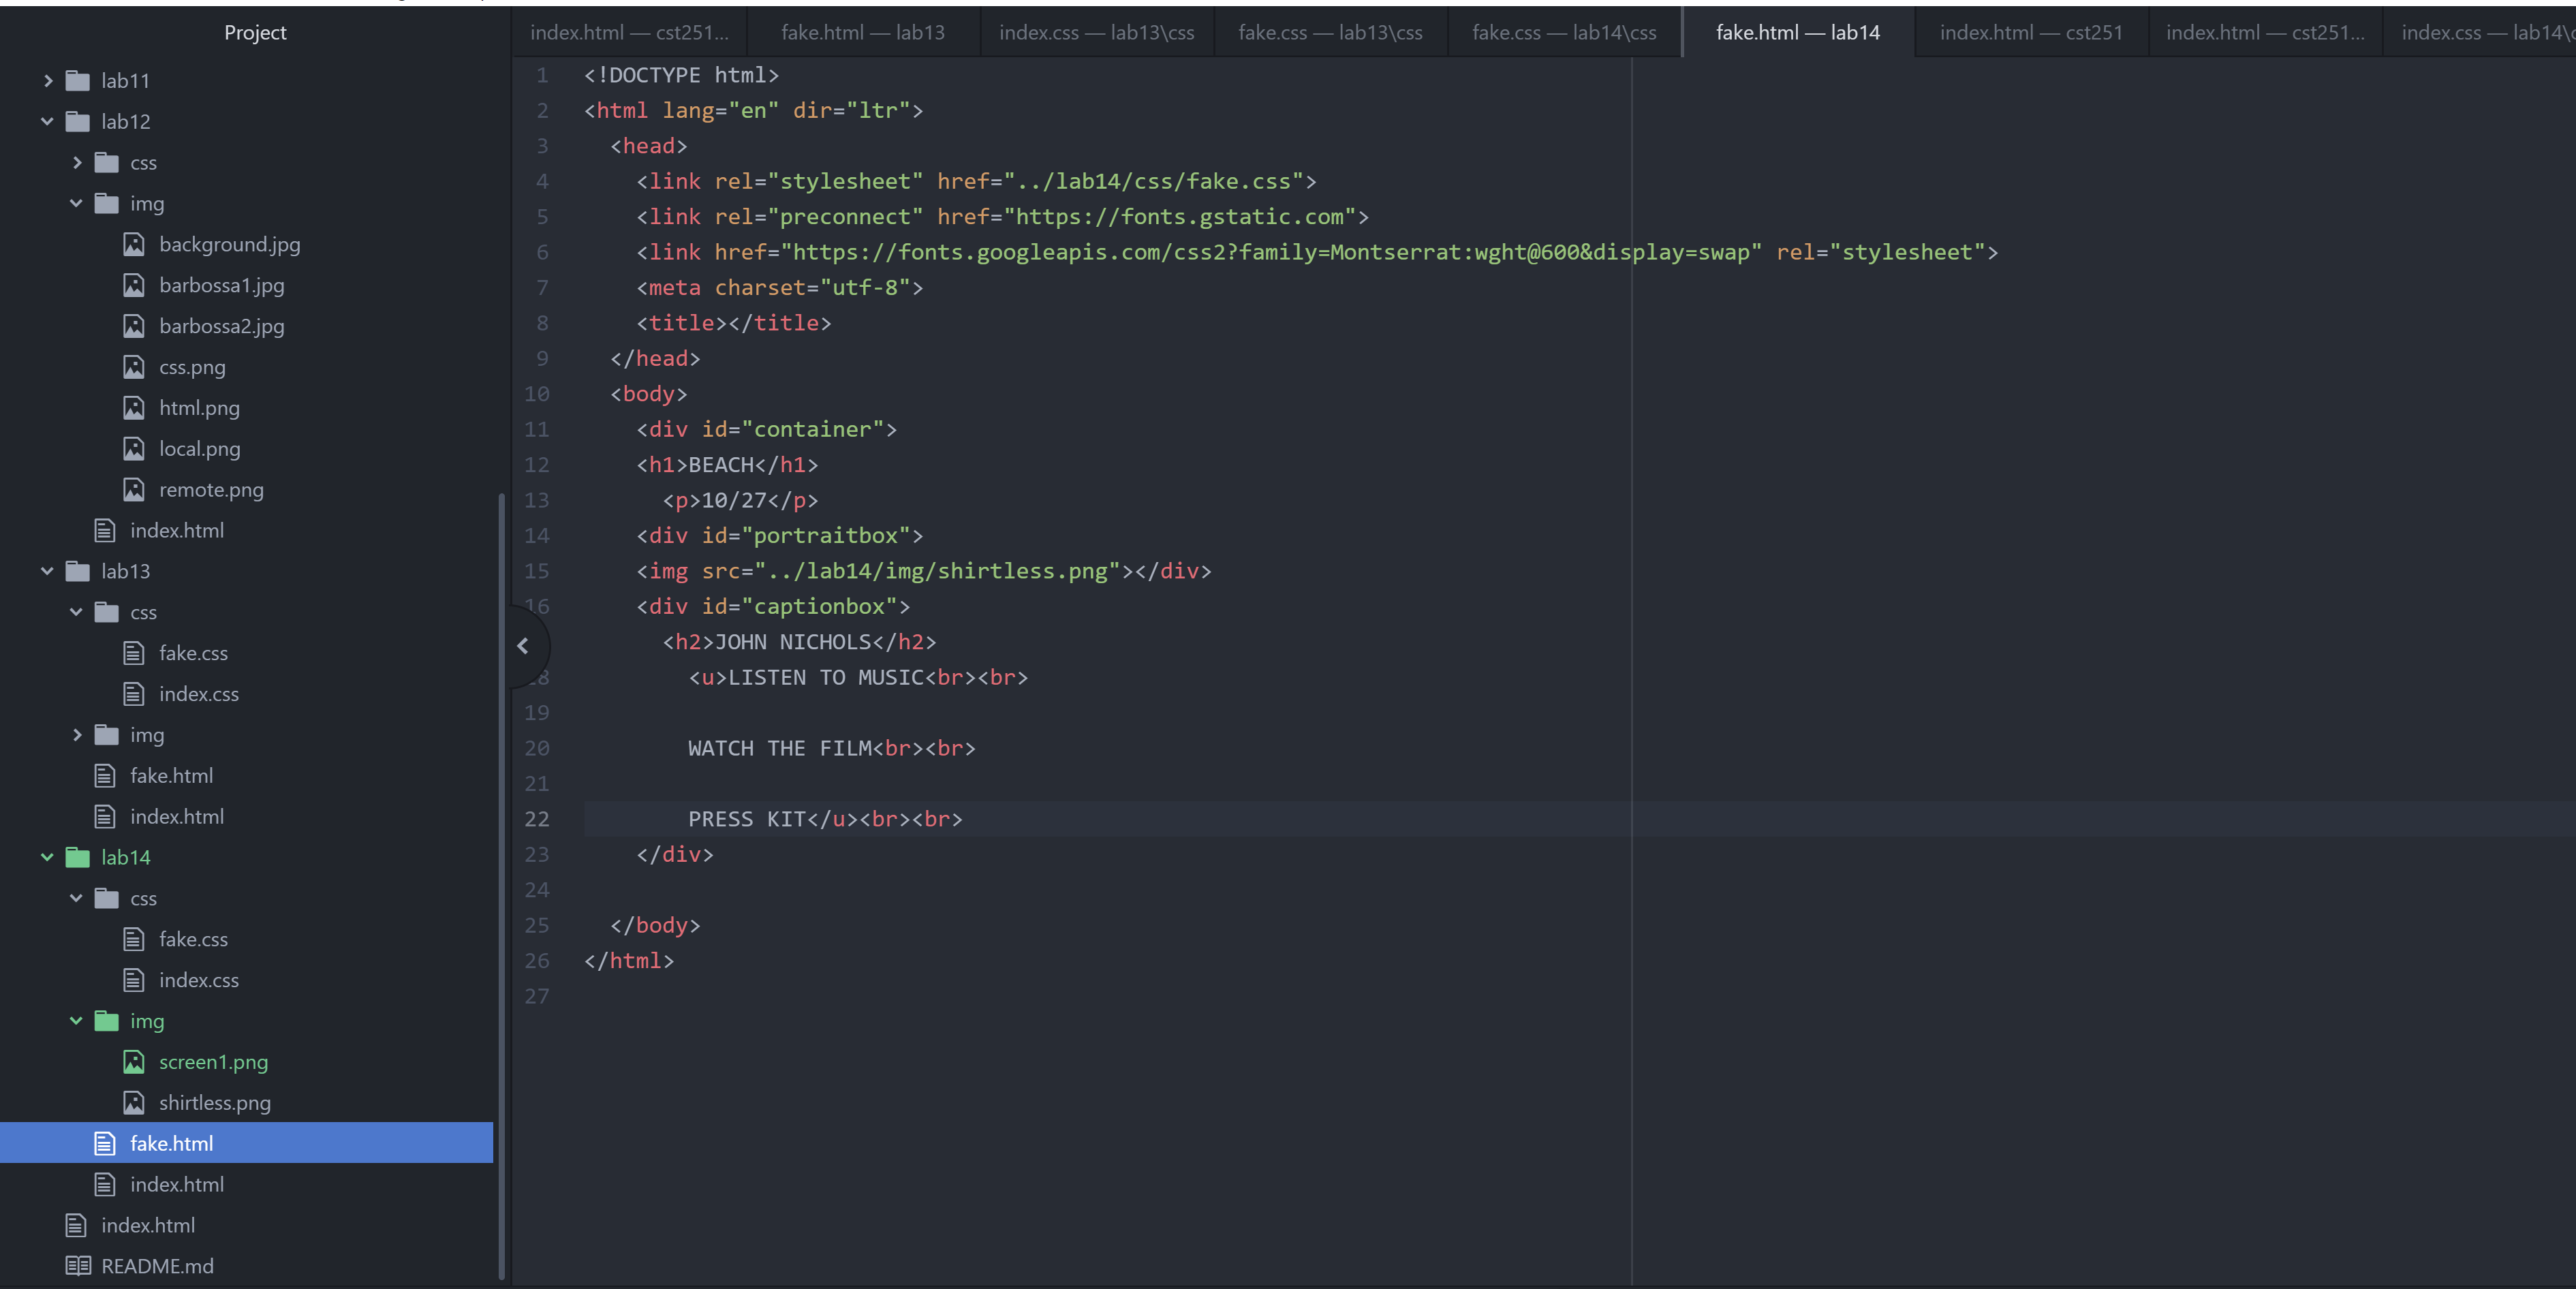 Project
index.html — cst251...
fake.html — lab13
index.css — lab13\css
fake.css — lab13\css
fake.css — lab14\css
fake.html — lab14
index.html — cst251
index.html — cst251...
index.css — lab14\
lab11
lab12
css
img
background.jpg
barbossa1.jpg
barbossa2.jpg
css.png
html.png
local.png
remote.png
index.html
lab13
css
fake.css
index.css
img
fake.html
index.html
lab14
css
fake.css
index.css
img
screen1.png
shirtless.png
fake.html
index.html
index.html
README.md
1 <!DOCTYPE html>
2 <html lang="en" dir="ltr">
3 <head>
4 <link rel="stylesheet" href="../lab14/css/fake.css">
5 <link rel="preconnect" href="https://fonts.gstatic.com">
6 <link href="https://fonts.googleapis.com/css2?family=Montserrat:wght@600&display=swap" rel="stylesheet">
7 <meta charset="utf-8">
8 <title></title>
9 </head>
10 <body>
11 <div id="container">
12 <h1>BEACH</h1>
13 <p>10/27</p>
14 <div id="portraitbox">
15 <img src="../lab14/img/shirtless.png"></div>
16 <div id="captionbox">
<h2>JOHN NICHOLS</h2>
8 <u>LISTEN TO MUSIC<br><br>
19
20 WATCH THE FILM<br><br>
21
22 PRESS KIT</u><br><br>
23 </div>
24
25 </body>
26 </html>
27